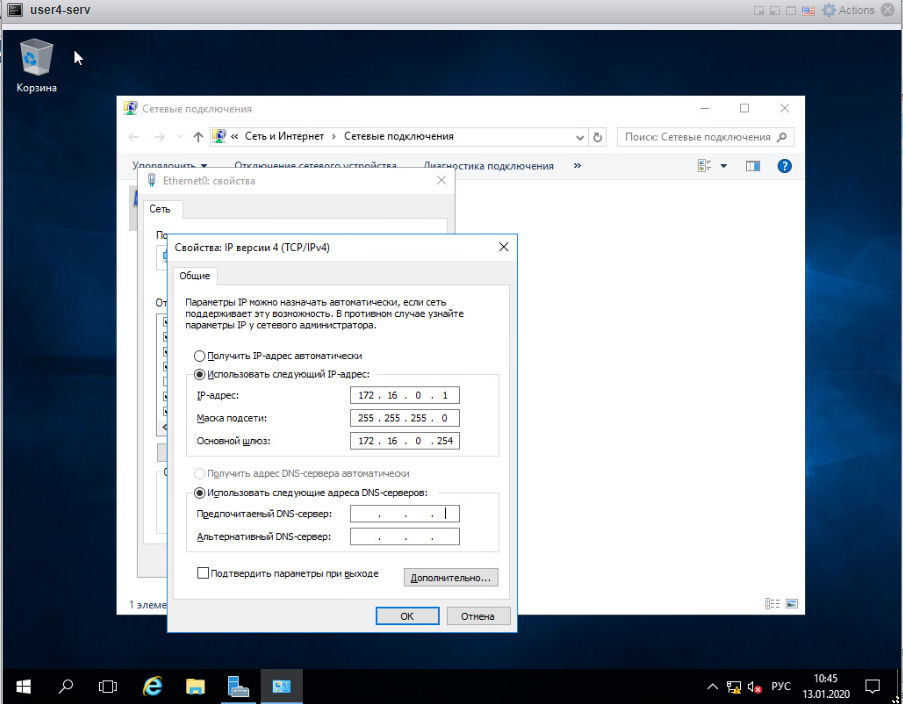 user4-serv
Actions
Корзина
Сетевые подключения
« Сеть и Интернет › Сетевые подключения
Поиск: Сетевые подключения
Упорядочить
Отключение сетевого устройства
Диагностика подключения
»
Ethernet0: свойства
Сеть
Свойства: IP версии 4 (TCP/IPv4)
Общие
Параметры IP можно назначать автоматически, если сеть
поддерживает эту возможность. В противном случае узнайте
параметры IP у сетевого администратора.
Получить IP-адрес автоматически
Использовать следующий IP-адрес:
IP-адрес: 172 . 16 . 0 . 1
Маска подсети: 255 . 255 . 255 . 0
Основной шлюз: 172 . 16 . 0 . 254
Получить адрес DNS-сервера автоматически
Использовать следующие адреса DNS-серверов:
Предпочитаемый DNS-сервер: . . .
Альтернативный DNS-сервер: . . .
Подтвердить параметры при выходе
Дополнительно...
1 элеме
ОК
Отмена
РУС
10:45
13.01.2020